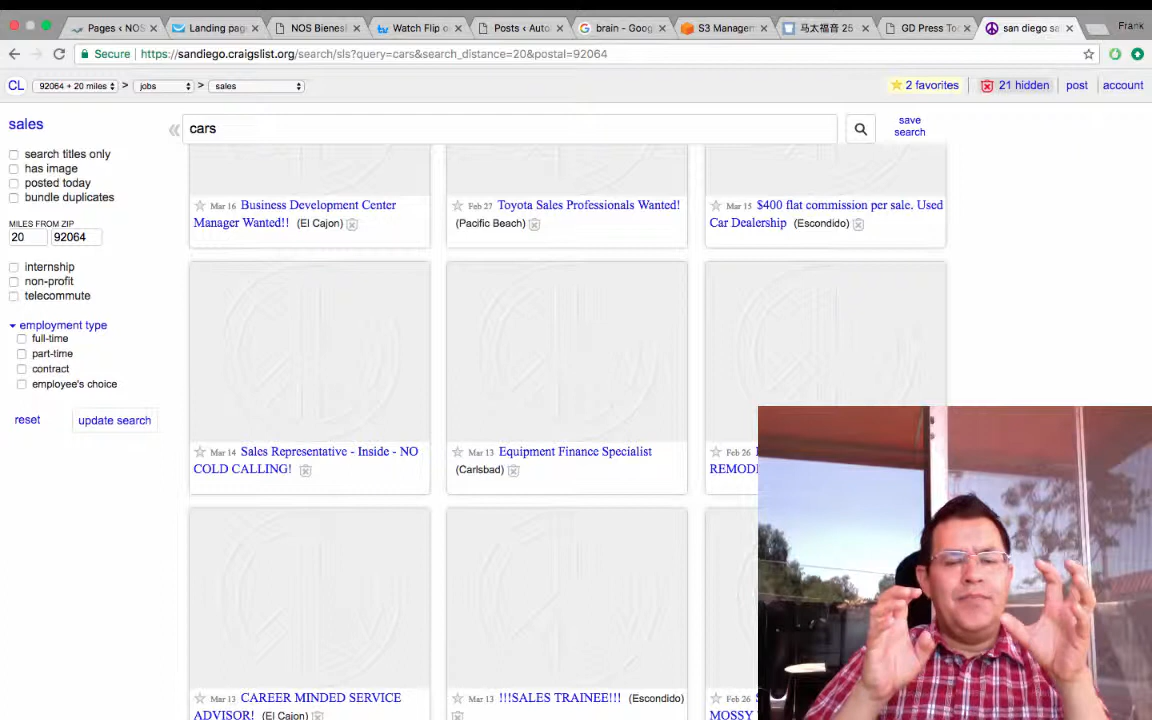 Pages ‹ NOS
Landing pag
NOS Bienes
Watch Flip o
Posts ‹ Auto
brain - Goog
S3 Managem
马太福音 25
GD Press To
san diego sa
Frank
Secure
https://sandiego.craigslist.org/search/sls?query=cars&search_distance=20&postal=92064
CL
92064 + 20 miles
>
jobs
>
sales
2 favorites
21 hidden
post
account
sales
cars
save
search
search titles only
has image
posted today
bundle duplicates
MILES FROM ZIP
20
92064
internship
non-profit
telecommute
employment type
full-time
part-time
contract
employee's choice
reset
update search
Mar 16 Business Development Center
Manager Wanted!! (El Cajon)
Feb 27 Toyota Sales Professionals Wanted!
(Pacific Beach)
Mar 15 $400 flat commission per sale. Used
Car Dealership (Escondido)
Mar 14 Sales Representative - Inside - NO
COLD CALLING!
Mar 13 Equipment Finance Specialist
(Carlsbad)
Feb 26
REMOD
Mar 13 CAREER MINDED SERVICE
ADVISOR! (El Cajon)
Mar 13 !!!SALES TRAINEE!!! (Escondido)
Feb 26
MOSSY